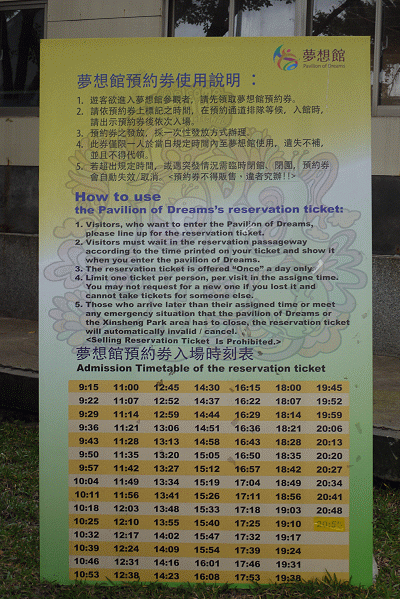 夢想館
Pavilion of Dreams
夢想館預約券使用說明：
1. 遊客欲進入夢想館參觀者，請先領取夢想館預約券。
2. 請依預約券上標記之時間，在預約通道排隊等候，入館時，
請出示預約券後依次入場。
3. 預約券之發放，採一次性發放方式辦理。
4. 此券僅限一人於當日規定時間內至夢想館使用，遺失不補，
並且不得代領。
5. 若超出規定時間，或遇突發情況需臨時閉館、閉園，預約券
會自動失效/取消。<預約券不得販售，違者究辦!!>
How to use
the Pavilion of Dreams's reservation ticket:
1. Visitors, who want to enter the Pavilion of Dreams,
please line up for the reservation ticket.
2. Visitors must wait in the reservation passageway
according to the time printed on your ticket and show it
when you enter the pavilion of Dreams.
3. The reservation ticket is offered "Once" a day only.
4. Limit one ticket per person, per visit in the assigne time.
You may not request for a new one if you lost it and
cannot take tickets for someone else.
5. Those who arrive later than their assigned time or meet
any emergency situation that the pavilion of Dreams or
the Xinsheng Park area has to close, the reservation ticket
will automatically invalid / cancel.
<Selling Reservation Ticket Is Prohibited.>
夢想館預約券入場時刻表
Admission Timetable of the reservation ticket
9:15 11:00 12:45 14:30 16:15 18:00 19:45
9:22 11:07 12:52 14:37 16:22 18:07 19:52
9:29 11:14 12:59 14:44 16:29 18:14 19:59
9:36 11:21 13:06 14:51 16:36 18:21 20:06
9:43 11:28 13:13 14:58 16:43 18:28 20:13
9:50 11:35 13:20 15:05 16:50 18:35 20:20
9:57 11:42 13:27 15:12 16:57 18:42 20:27
10:04 11:49 13:34 15:19 17:04 18:49 20:34
10:11 11:56 13:41 15:26 17:11 18:56 20:41
10:18 12:03 13:48 15:33 17:18 19:03 20:48
10:25 12:10 13:55 15:40 17:25 19:10 20:55
10:32 12:17 14:02 15:47 17:32 19:17
10:39 12:24 14:09 15:54 17:39 19:24
10:46 12:31 14:16 16:01 17:46 19:31
10:53 12:38 14:23 16:08 17:53 19:38